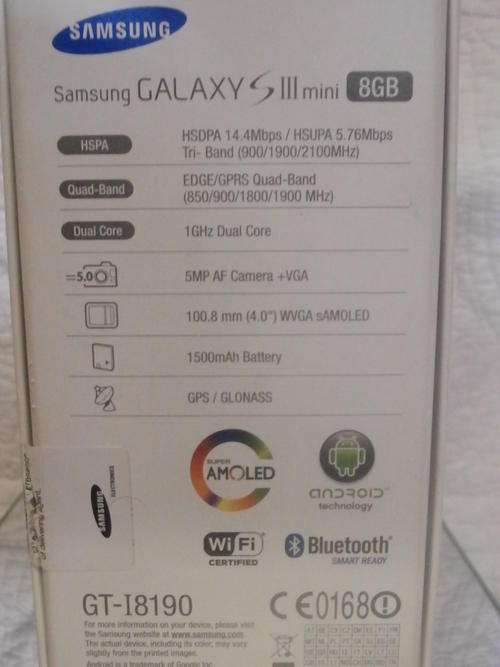 SAMSUNG
Samsung GALAXY S III mini 8GB
HSPA
HSDPA 14.4Mbps / HSUPA 5.76Mbps
Tri- Band (900/1900/2100MHz)
Quad-Band
EDGE/GPRS Quad-Band
(850/900/1800/1900 MHz)
Dual Core
1GHz Dual Core
5.0
5MP AF Camera +VGA
100.8 mm (4.0") WVGA sAMOLED
1500mAh Battery
GPS / GLONASS
SUPER
AMOLED
ANDROID
technology
SAMSUNG
ELECTRONICS
Wi Fi
CERTIFIED
Bluetooth
SMART READY
GT-I8190
CE0168
For more information on your device, please visit
the Samsung website at www.samsung.com.
The actual device, including its color, may vary
slightly from the printed images.
Android is a trademark of Google Inc.